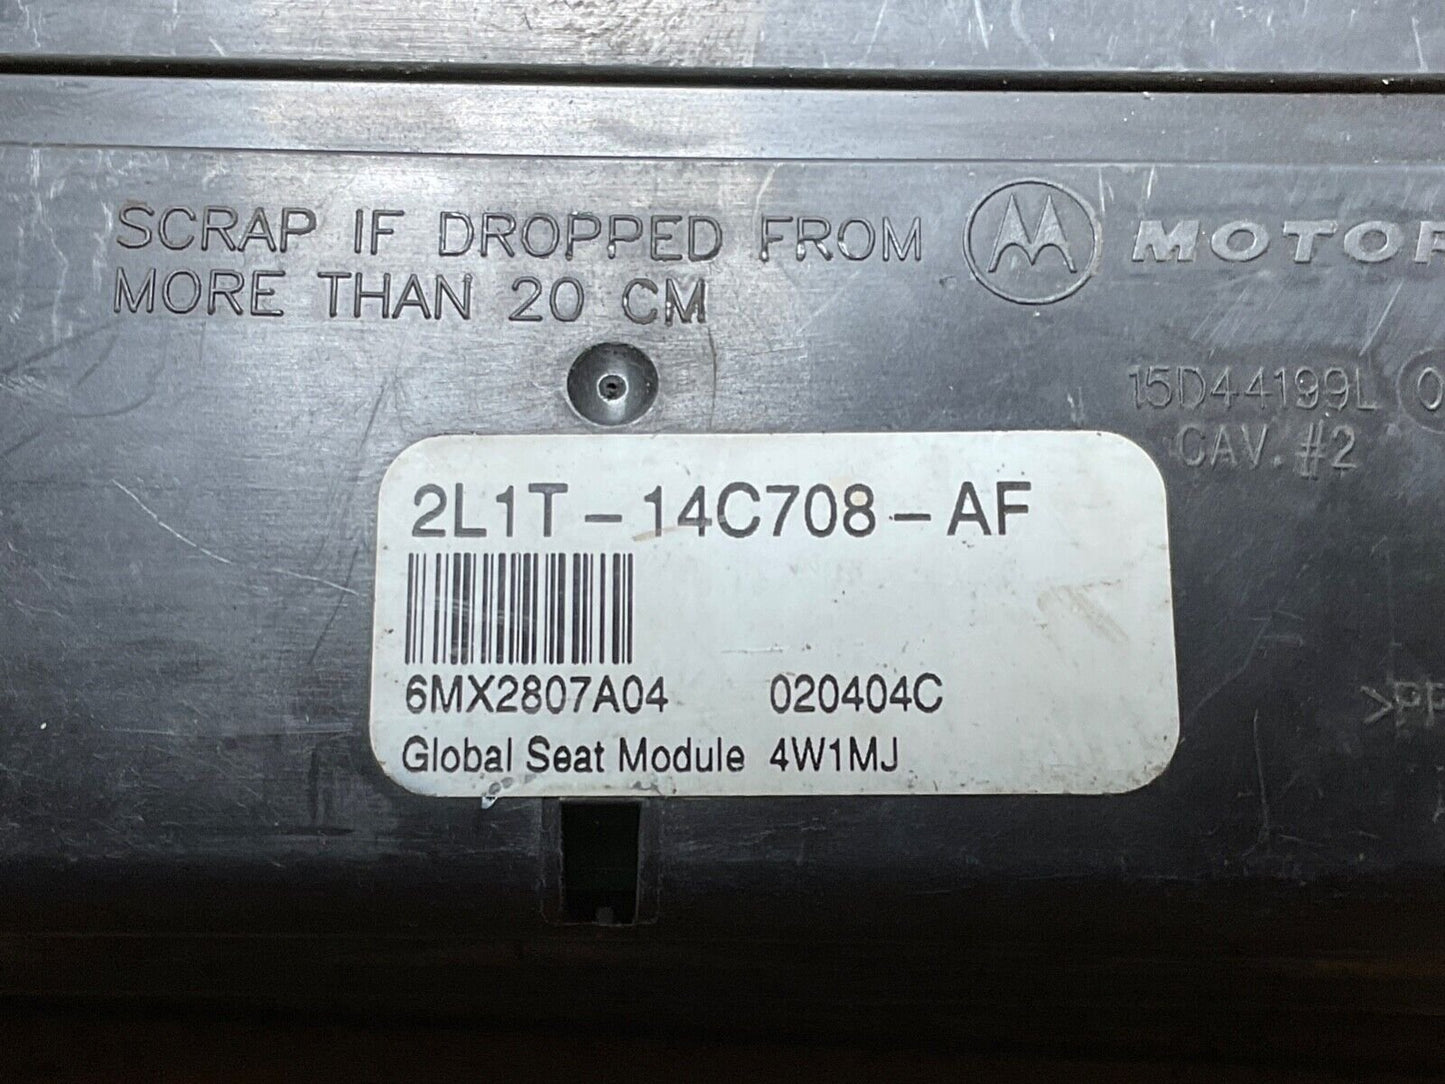 SCRAP IF DROPPED FROM
MORE THAN 20 CM
MOTOR
15D44199L 0
CAV. #2
2L1T-14C708-AF
6MX2807A04 020404C
Global Seat Module 4W1MJ